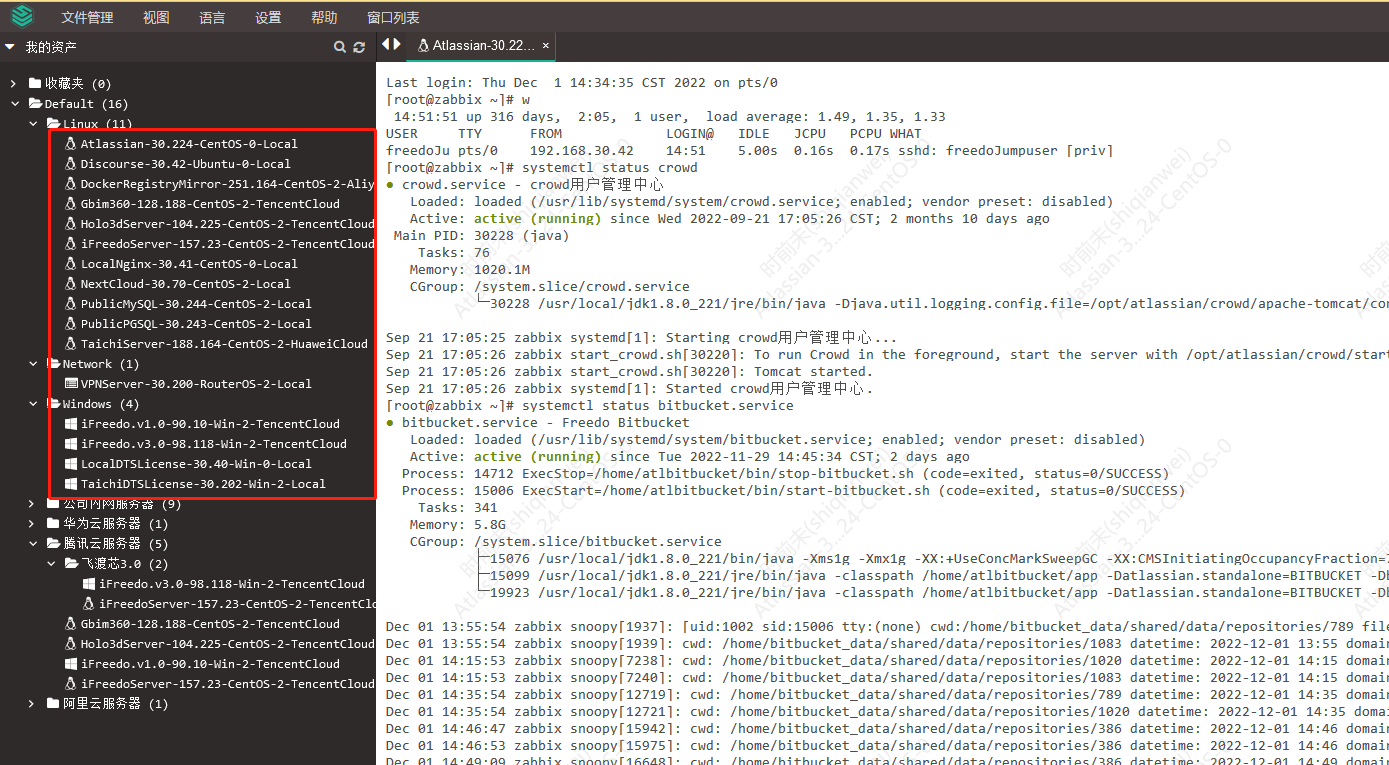 文件管理 视图 语言 设置 帮助 窗口列表
我的资产
Atlassian-30.22... ×
收藏夹 (0)
Default (16)
Linux (11)
Atlassian-30.224-CentOS-0-Local
Discourse-30.42-Ubuntu-0-Local
DockerRegistryMirror-251.164-CentOS-2-Aliy
Gbim360-128.188-CentOS-2-TencentCloud
Holo3dServer-104.225-CentOS-2-TencentCloud
iFreedoServer-157.23-CentOS-2-TencentCloud
LocalNginx-30.41-CentOS-0-Local
NextCloud-30.70-CentOS-2-Local
PublicMySQL-30.244-CentOS-2-Local
PublicPGSQL-30.243-CentOS-2-Local
TaichiServer-188.164-CentOS-2-HuaweiCloud
Network (1)
VPNServer-30.200-RouterOS-2-Local
Windows (4)
iFreedo.v1.0-90.10-Win-2-TencentCloud
iFreedo.v3.0-98.118-Win-2-TencentCloud
LocalDTSLicense-30.40-Win-0-Local
TaichiDTSLicense-30.202-Win-2-Local
公司内网服务器 (9)
华为云服务器 (1)
腾讯云服务器 (5)
飞渡芯3.0 (2)
iFreedo.v3.0-98.118-Win-2-TencentCloud
iFreedoServer-157.23-CentOS-2-TencentClo
Gbim360-128.188-CentOS-2-TencentCloud
Holo3dServer-104.225-CentOS-2-TencentCloud
iFreedo.v1.0-90.10-Win-2-TencentCloud
iFreedoServer-157.23-CentOS-2-TencentCloud
阿里云服务器 (1)
Last login: Thu Dec  1 14:34:35 CST 2022 on pts/0
[root@zabbix ~]# w
 14:51:51 up 316 days,  2:05,  1 user,  load average: 1.49, 1.35, 1.33
USER     TTY      FROM             LOGIN@   IDLE   JCPU   PCPU WHAT
freedoJu pts/0    192.168.30.42    14:51    5.00s  0.16s  0.17s sshd: freedoJumpuser [priv]
[root@zabbix ~]# systemctl status crowd
● crowd.service - crowd用户管理中心
   Loaded: loaded (/usr/lib/systemd/system/crowd.service; enabled; vendor preset: disabled)
   Active: active (running) since Wed 2022-09-21 17:05:26 CST; 2 months 10 days ago
 Main PID: 30228 (java)
    Tasks: 76
   Memory: 1020.1M
   CGroup: /system.slice/crowd.service
           └─30228 /usr/local/jdk1.8.0_221/jre/bin/java -Djava.util.logging.config.file=/opt/atlassian/crowd/apache-tomcat/con
Sep 21 17:05:25 zabbix systemd[1]: Starting crowd用户管理中心...
Sep 21 17:05:26 zabbix start_crowd.sh[30220]: To run Crowd in the foreground, start the server with /opt/atlassian/crowd/start
Sep 21 17:05:26 zabbix start_crowd.sh[30220]: Tomcat started.
Sep 21 17:05:26 zabbix systemd[1]: Started crowd用户管理中心.
[root@zabbix ~]# systemctl status bitbucket.service
● bitbucket.service - Freedo Bitbucket
   Loaded: loaded (/usr/lib/systemd/system/bitbucket.service; enabled; vendor preset: disabled)
   Active: active (running) since Tue 2022-11-29 14:45:34 CST; 2 days ago
  Process: 14712 ExecStop=/home/atlbitbucket/bin/stop-bitbucket.sh (code=exited, status=0/SUCCESS)
  Process: 15006 ExecStart=/home/atlbitbucket/bin/start-bitbucket.sh (code=exited, status=0/SUCCESS)
    Tasks: 341
   Memory: 5.8G
   CGroup: /system.slice/bitbucket.service
           ├─15076 /usr/local/jdk1.8.0_221/bin/java -Xms1g -Xmx1g -XX:+UseConcMarkSweepGC -XX:CMSInitiatingOccupancyFraction=7
           ├─15099 /usr/local/jdk1.8.0_221/jre/bin/java -classpath /home/atlbitbucket/app -Datlassian.standalone=BITBUCKET -Db
           └─19923 /usr/local/jdk1.8.0_221/jre/bin/java -classpath /home/atlbitbucket/app -Datlassian.standalone=BITBUCKET -Db
Dec 01 13:55:54 zabbix snoopy[1937]: [uid:1002 sid:15006 tty:(none) cwd:/home/bitbucket_data/shared/data/repositories/789 file
Dec 01 13:55:54 zabbix snoopy[1939]: cwd: /home/bitbucket_data/shared/data/repositories/1083 datetime: 2022-12-01 13:55 domain
Dec 01 14:15:53 zabbix snoopy[7238]: cwd: /home/bitbucket_data/shared/data/repositories/1020 datetime: 2022-12-01 14:15 domain
Dec 01 14:15:53 zabbix snoopy[7240]: cwd: /home/bitbucket_data/shared/data/repositories/1083 datetime: 2022-12-01 14:15 domain
Dec 01 14:35:54 zabbix snoopy[12719]: cwd: /home/bitbucket_data/shared/data/repositories/789 datetime: 2022-12-01 14:35 domain
Dec 01 14:35:54 zabbix snoopy[12721]: cwd: /home/bitbucket_data/shared/data/repositories/1020 datetime: 2022-12-01 14:35 domai
Dec 01 14:46:47 zabbix snoopy[15942]: cwd: /home/bitbucket_data/shared/data/repositories/386 datetime: 2022-12-01 14:46 domain
Dec 01 14:46:53 zabbix snoopy[15975]: cwd: /home/bitbucket_data/shared/data/repositories/386 datetime: 2022-12-01 14:46 domain
Dec 01 14:49:09 zabbix snoopy[16648]: cwd: /home/bitbucket_data/shared/data/repositories/386 datetime: 2022-12-01 14:49 domain